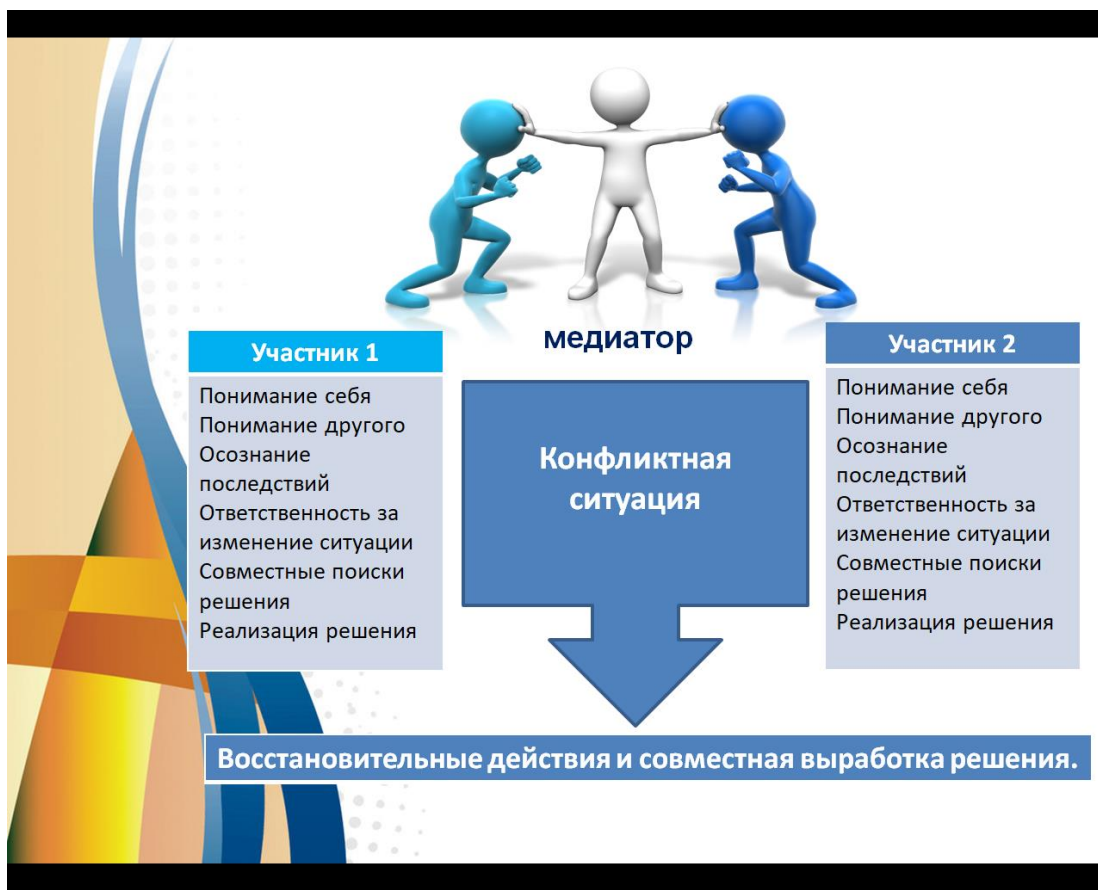 медиатор
Участник 1
Понимание себя
Понимание другого
Осознание
последствий
Ответственность за
изменение ситуации
Совместные поиски
решения
Реализация решения
Конфликтная
ситуация
Участник 2
Понимание себя
Понимание другого
Осознание
последствий
Ответственность за
изменение ситуации
Совместные поиски
решения
Реализация решения
Восстановительные действия и совместная выработка решения.